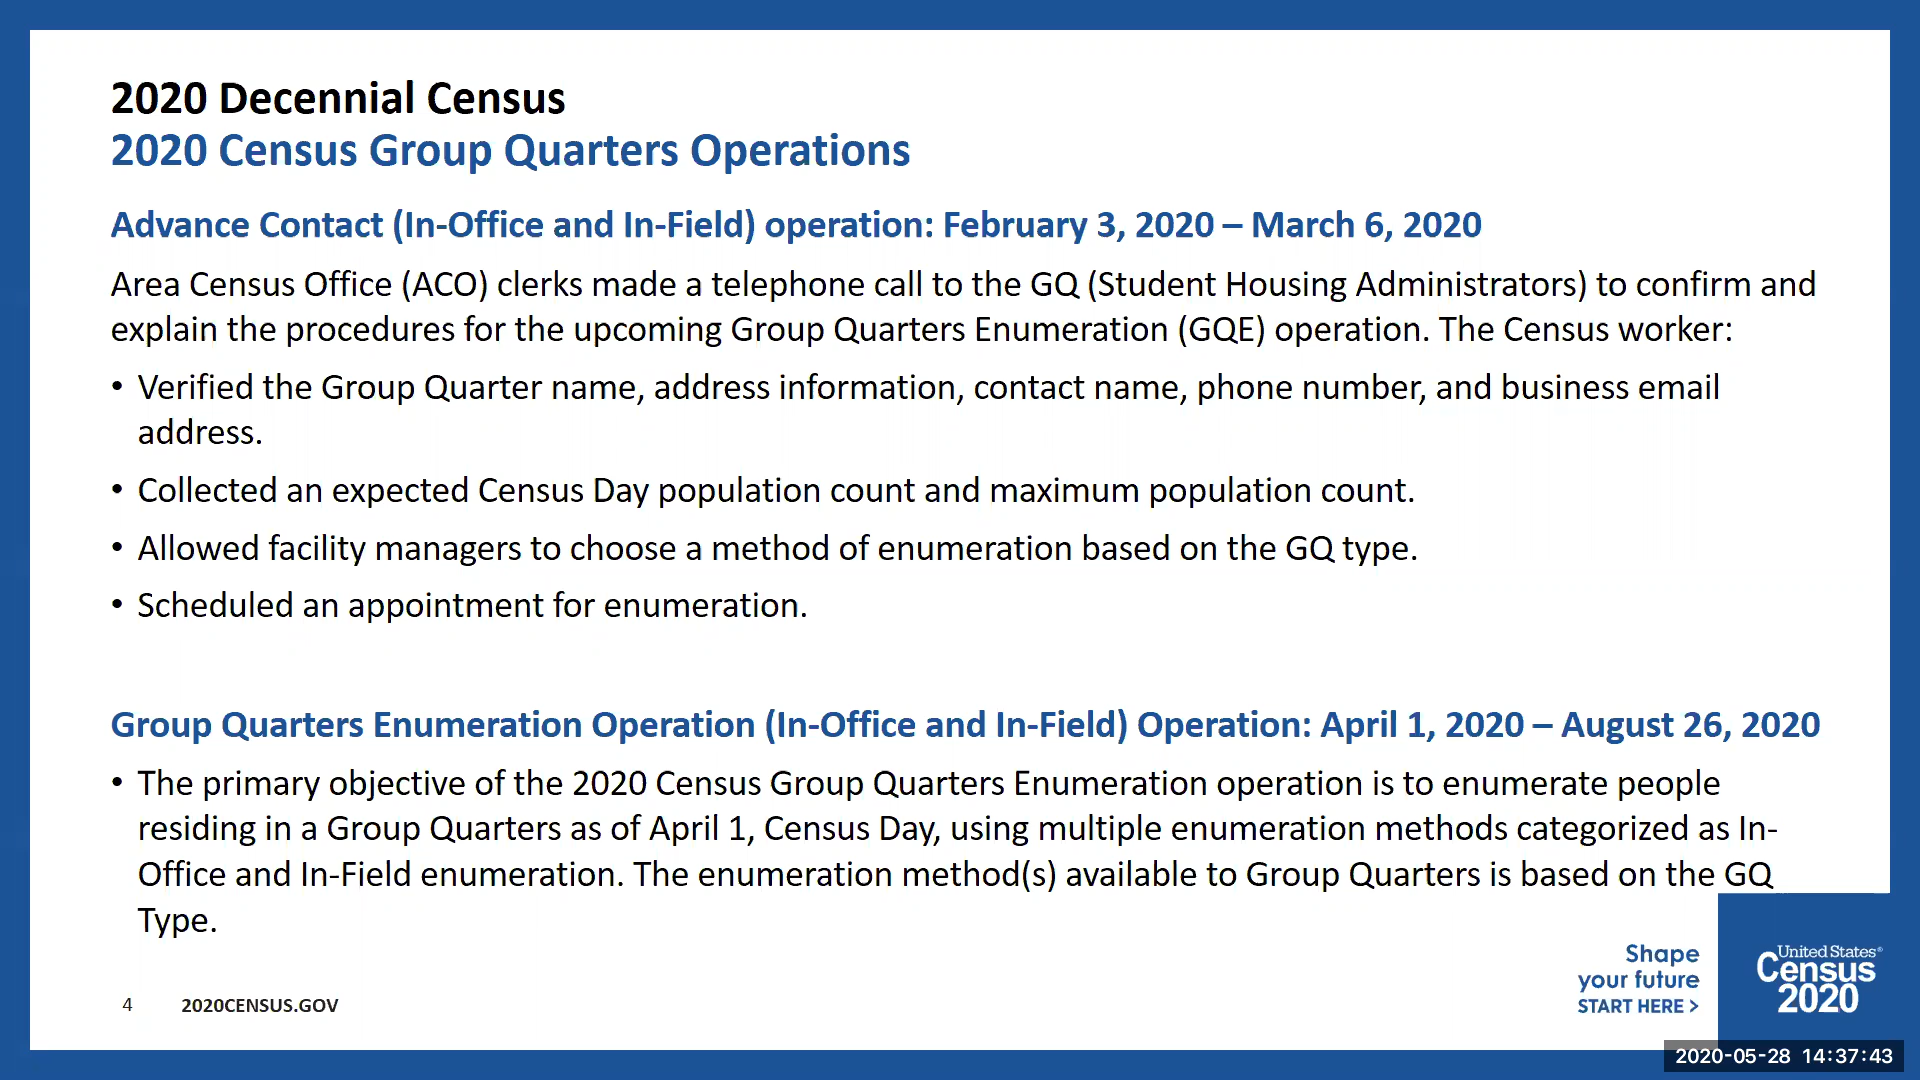 2020 Decennial Census
2020 Census Group Quarters Operations
Advance Contact (In-Office and In-Field) operation: February 3, 2020 – March 6, 2020
Area Census Office (ACO) clerks made a telephone call to the GQ (Student Housing Administrators) to confirm and
explain the procedures for the upcoming Group Quarters Enumeration (GQE) operation. The Census worker:
• Verified the Group Quarter name, address information, contact name, phone number, and business email
address.
• Collected an expected Census Day population count and maximum population count.
• Allowed facility managers to choose a method of enumeration based on the GQ type.
• Scheduled an appointment for enumeration.
Group Quarters Enumeration Operation (In-Office and In-Field) Operation: April 1, 2020 – August 26, 2020
• The primary objective of the 2020 Census Group Quarters Enumeration operation is to enumerate people
residing in a Group Quarters as of April 1, Census Day, using multiple enumeration methods categorized as In-
Office and In-Field enumeration. The enumeration method(s) available to Group Quarters is based on the GQ
Type.
Shape
your future
START HERE >
United States®
Census
2020
4 2020CENSUS.GOV
2020-05-28 14:37:43